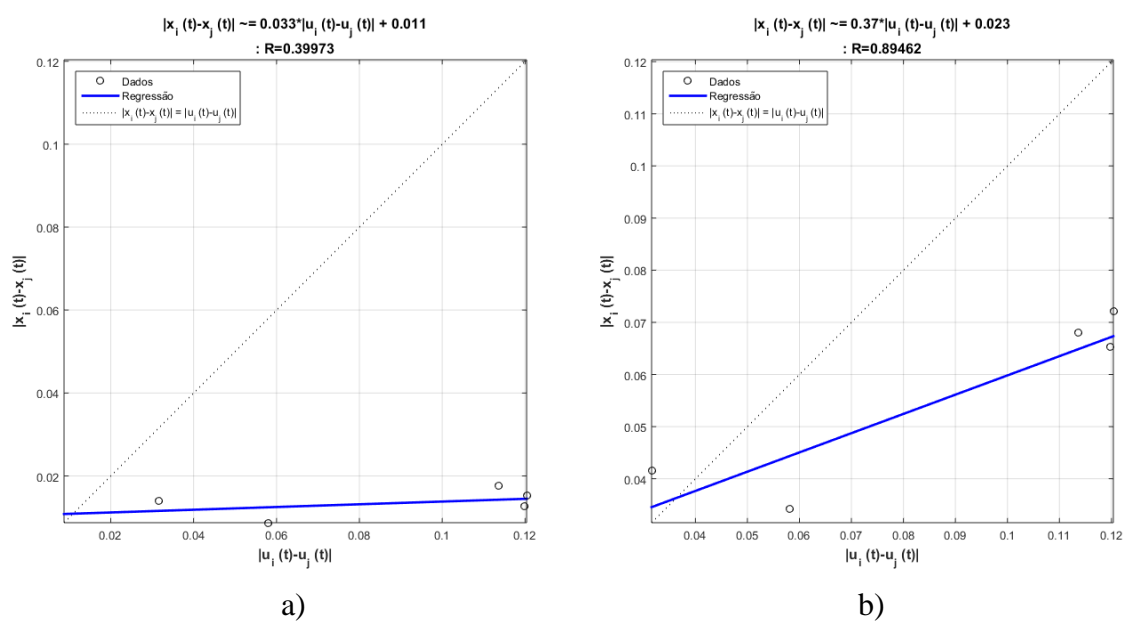 |x_i (t)-x_j (t)| ~= 0.033*|u_i (t)-u_j (t)| + 0.011
: R=0.39973
0.12
0.1
0.08
0.06
0.04
0.02
|x_i (t)-x_j (t)|
Dados
Regressão
|x_i (t)-x_j (t)| = |u_i (t)-u_j (t)|
0.02 0.04 0.06 0.08 0.1 0.12
|u_i (t)-u_j (t)|
a)
|x_i (t)-x_j (t)| ~= 0.37*|u_i (t)-u_j (t)| + 0.023
: R=0.89462
0.12
0.11
0.1
0.09
0.08
0.07
0.06
0.05
0.04
|x_i (t)-x_j (t)|
Dados
Regressão
|x_i (t)-x_j (t)| = |u_i (t)-u_j (t)|
0.04 0.05 0.06 0.07 0.08 0.09 0.1 0.11 0.12
|u_i (t)-u_j (t)|
b)